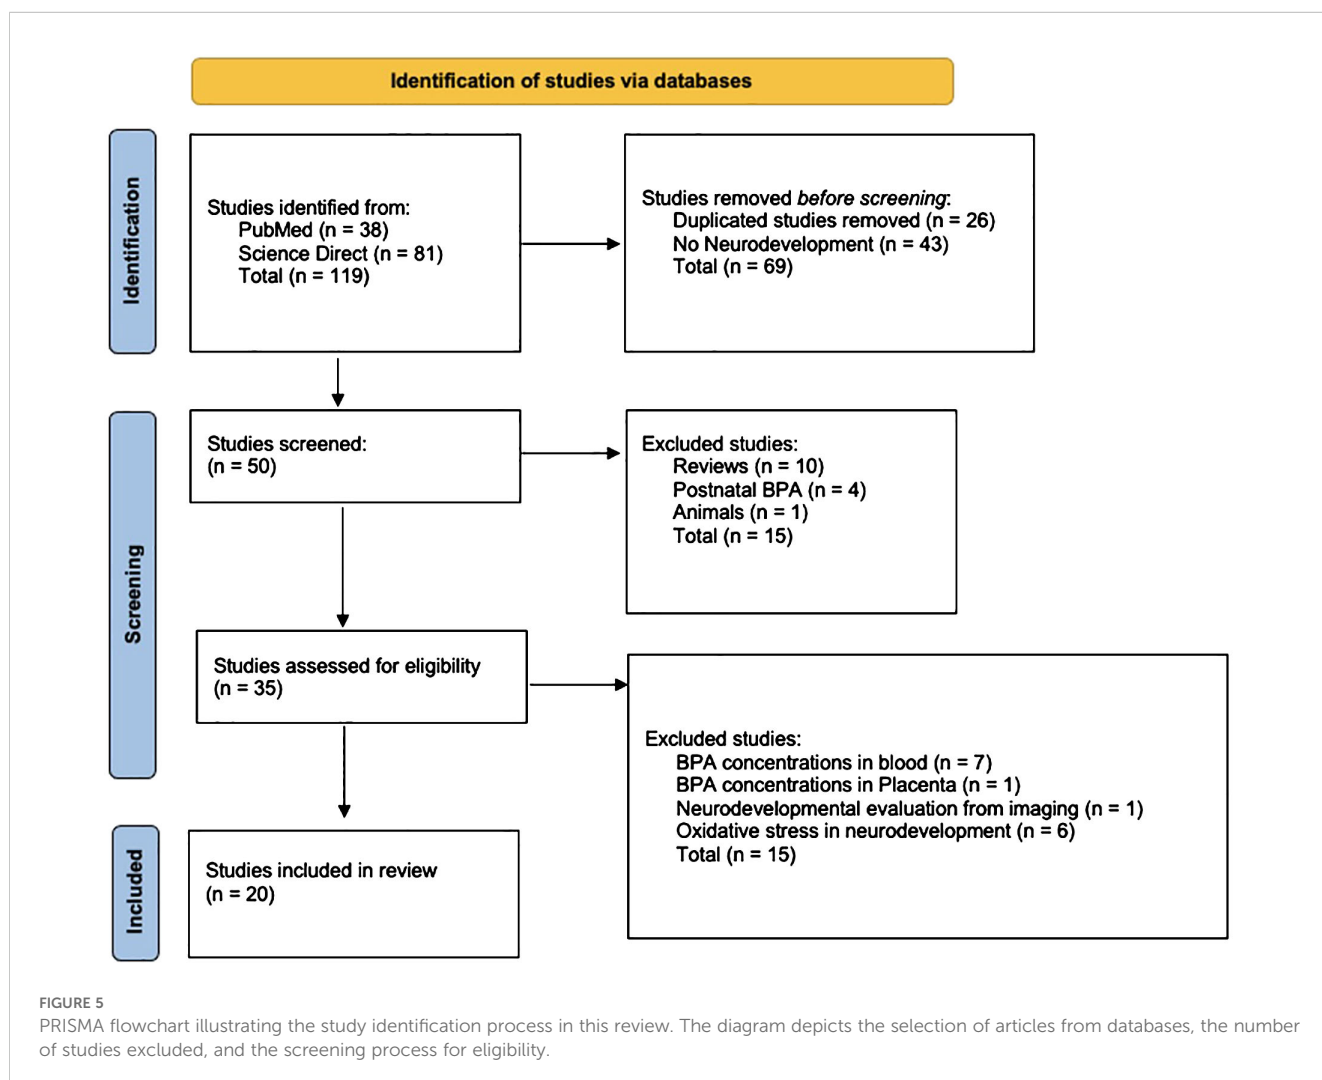 Identification of studies via databases
Identification
Studies identified from:
PubMed (n = 38)
Science Direct (n = 81)
Total (n = 119)
Studies removed before screening:
Duplicated studies removed (n = 26)
No Neurodevelopment (n = 43)
Total (n = 69)
Screening
Studies screened:
(n = 50)
Excluded studies:
Reviews (n = 10)
Postnatal BPA (n = 4)
Animals (n = 1)
Total (n = 15)
Studies assessed for eligibility
(n = 35)
Excluded studies:
BPA concentrations in blood (n = 7)
BPA concentrations in Placenta (n = 1)
Neurodevelopmental evaluation from imaging (n = 1)
Oxidative stress in neurodevelopment (n = 6)
Total (n = 15)
Included
Studies included in review
(n = 20)
FIGURE 5
PRISMA flowchart illustrating the study identification process in this review. The diagram depicts the selection of articles from databases, the number
of studies excluded, and the screening process for eligibility.